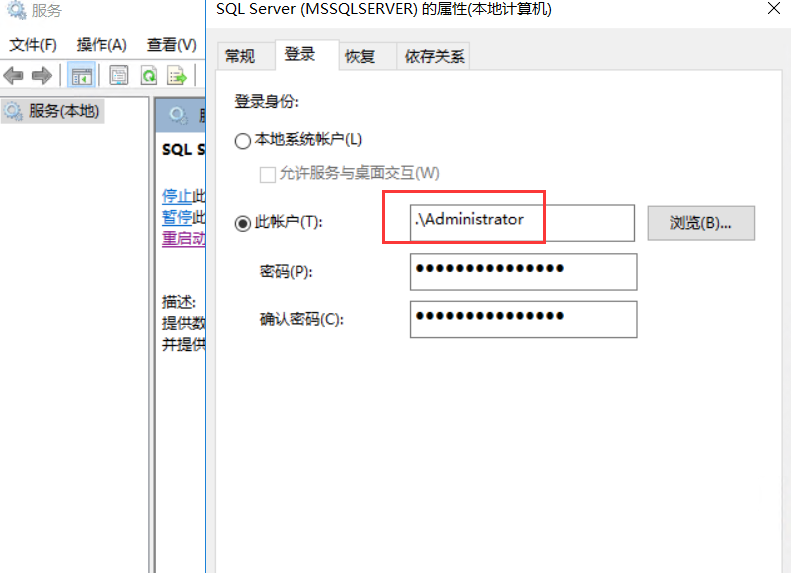 服务
SQL Server (MSSQLSERVER) 的属性(本地计算机)
文件(F) 操作(A) 查看(V)
常规 登录 恢复 依存关系
服务(本地)
登录身份:
本地系统帐户(L)
允许服务与桌面交互(W)
SQL S
停止此
暂停此
重启动
此帐户(T): .\Administrator 浏览(B)...
密码(P): ●●●●●●●●●●●●●●●
描述:
提供数
并提供
确认密码(C): ●●●●●●●●●●●●●●●